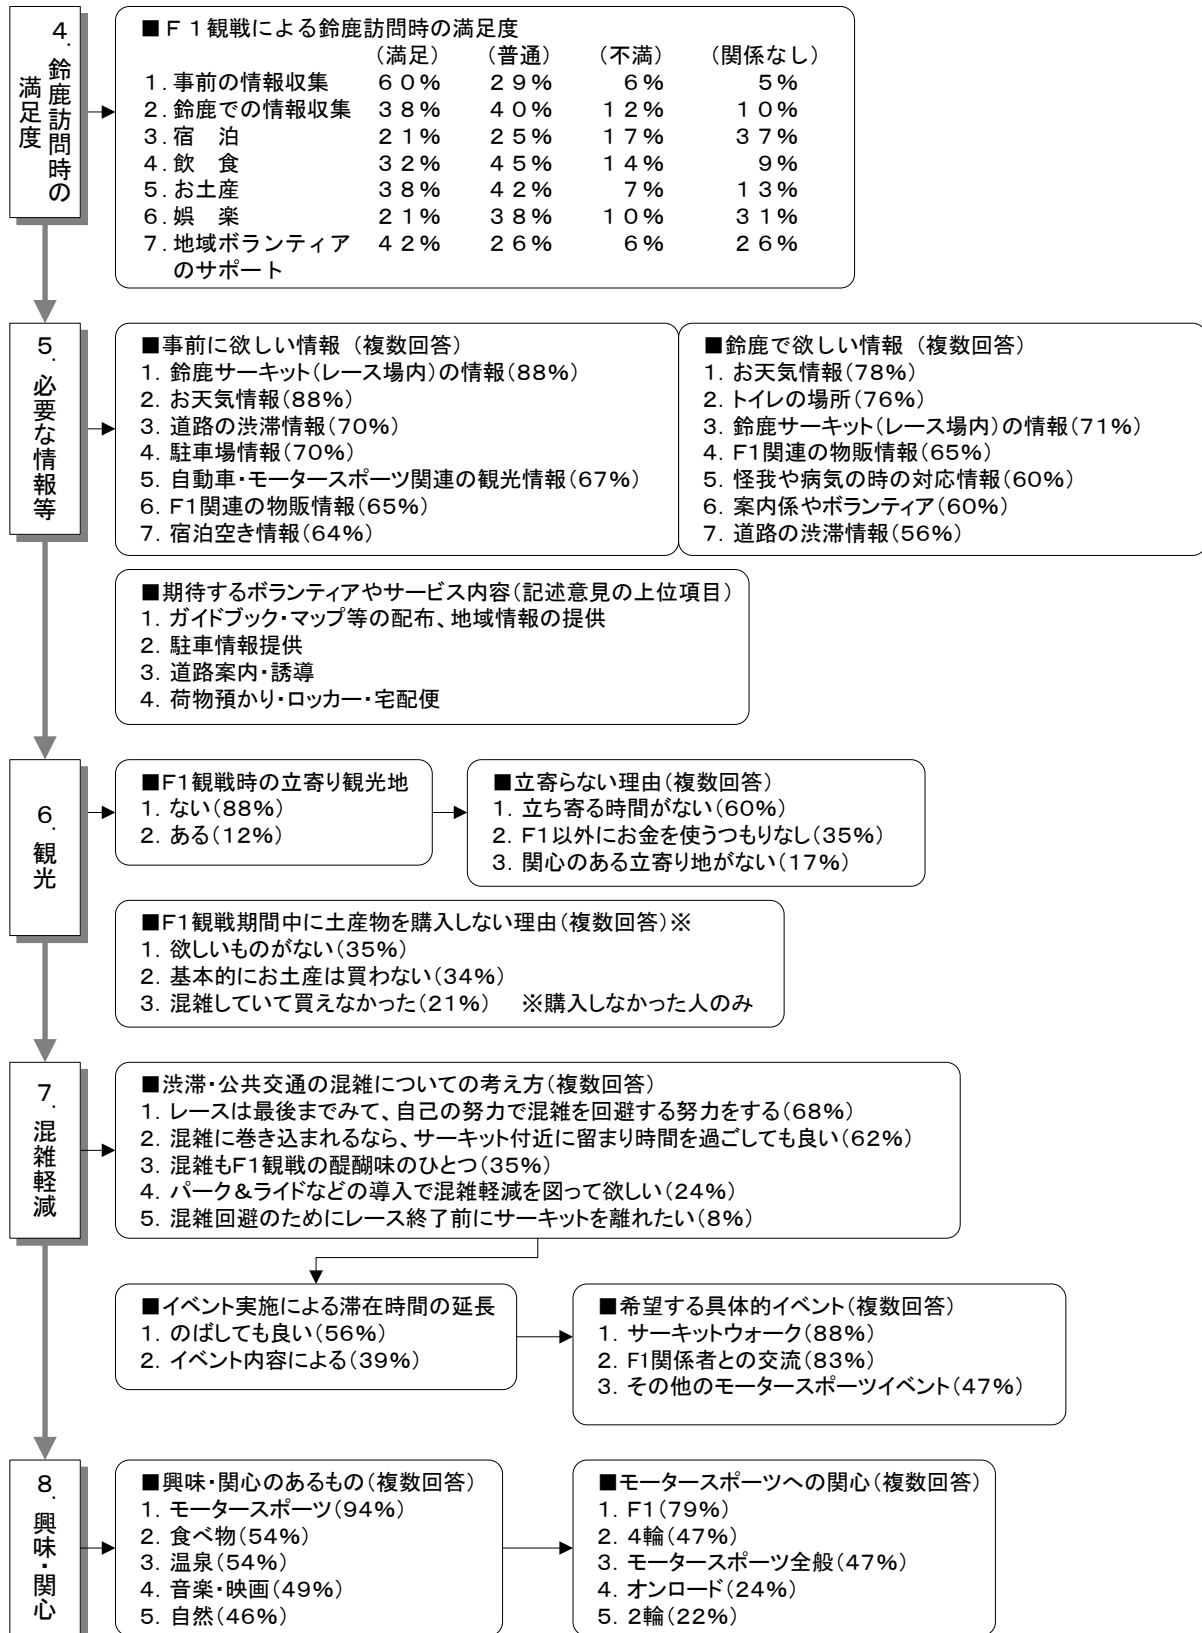 4．鈴鹿訪問時の
満足度
■Ｆ１観戦による鈴鹿訪問時の満足度
（満足）　（普通）　（不満）　（関係なし）
1．事前の情報収集　６０％　２９％　６％　５％
2．鈴鹿での情報収集　３８％　４０％　１２％　１０％
3．宿　泊　２１％　２５％　１７％　３７％
4．飲　食　３２％　４５％　１４％　９％
5．お土産　３８％　４２％　７％　１３％
6．娯　楽　２１％　３８％　１０％　３１％
7．地域ボランティア　４２％　２６％　６％　２６％
のサポート
5．必要な情報等
■事前に欲しい情報（複数回答）
1．鈴鹿サーキット（レース場内）の情報（88％）
2．お天気情報（88％）
3．道路の渋滞情報（70％）
4．駐車場情報（70％）
5．自動車・モータースポーツ関連の観光情報（67％）
6．F1関連の物販情報（65％）
7．宿泊空き情報（64％）
■鈴鹿で欲しい情報（複数回答）
1．お天気情報（78％）
2．トイレの場所（76％）
3．鈴鹿サーキット（レース場内）の情報（71％）
4．F1関連の物販情報（65％）
5．怪我や病気の時の対応情報（60％）
6．案内係やボランティア（60％）
7．道路の渋滞情報（56％）
■期待するボランティアやサービス内容（記述意見の上位項目）
1．ガイドブック・マップ等の配布、地域情報の提供
2．駐車情報提供
3．道路案内・誘導
4．荷物預かり・ロッカー・宅配便
6．観光
■F1観戦時の立寄り観光地
1．ない（88％）
2．ある（12％）
■立寄らない理由（複数回答）
1．立ち寄る時間がない（60％）
2．F1以外にお金を使うつもりなし（35％）
3．関心のある立寄り地がない（17％）
■F1観戦期間中に土産物を購入しない理由（複数回答）※
1．欲しいものがない（35％）
2．基本的にお土産は買わない（34％）
3．混雑していて買えなかった（21％）　※購入しなかった人のみ
7．混雑軽減
■渋滞・公共交通の混雑についての考え方（複数回答）
1．レースは最後までみて、自己の努力で混雑を回避する努力をする（68％）
2．混雑に巻き込まれるなら、サーキット付近に留まり時間を過ごしても良い（62％）
3．混雑もF1観戦の醍醐味のひとつ（35％）
4．パーク＆ライドなどの導入で混雑軽減を図って欲しい（24％）
5．混雑回避のためにレース終了前にサーキットを離れたい（8％）
■イベント実施による滞在時間の延長
1．のばしても良い（56％）
2．イベント内容による（39％）
■希望する具体的イベント（複数回答）
1．サーキットウォーク（88％）
2．F1関係者との交流（83％）
3．その他のモータースポーツイベント（47％）
8．興味・関心
■興味・関心のあるもの（複数回答）
1．モータースポーツ（94％）
2．食べ物（54％）
3．温泉（54％）
4．音楽・映画（49％）
5．自然（46％）
■モータースポーツへの関心（複数回答）
1．F1（79％）
2．4輪（47％）
3．モータースポーツ全般（47％）
4．オンロード（24％）
5．2輪（22％）